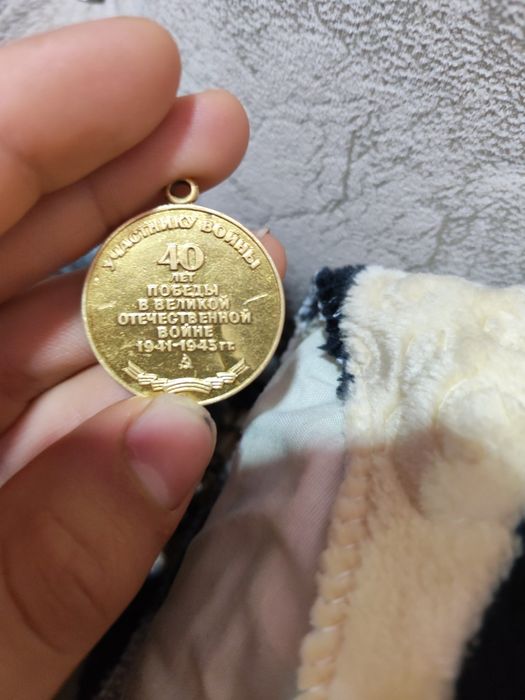 УЧАСТНИКУ ВОЙНЫ
40
ЛЕТ
ПОБЕДЫ
В ВЕЛИКОЙ
ОТЕЧЕСТВЕННОЙ
ВОЙНЕ
1941-1945 гг.